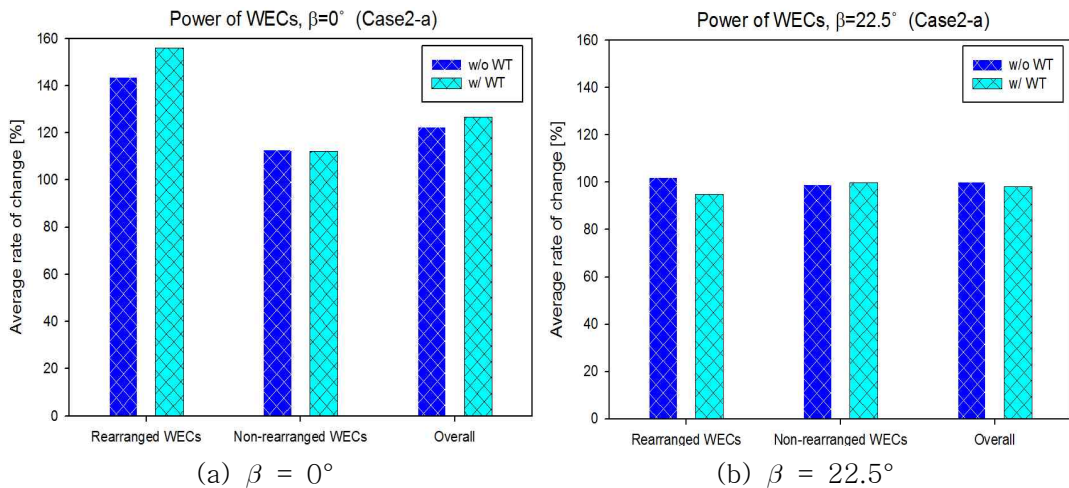 Power of WECs, β=0° (Case2-a)
Average rate of change [%]
160
140
120
100
80
60
40
20
0
w/o WT
w/ WT
Rearranged WECs
Non-rearranged WECs
Overall
(a) β = 0°
Power of WECs, β=22.5° (Case2-a)
Average rate of change [%]
160
140
120
100
80
60
40
20
0
w/o WT
w/ WT
Rearranged WECs
Non-rearranged WECs
Overall
(b) β = 22.5°